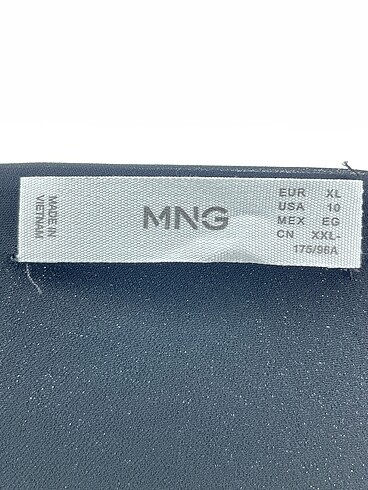 MADE IN
VIETNAM
MNG
EUR XL
USA 10
MEX EG
CN XXL
175/96A